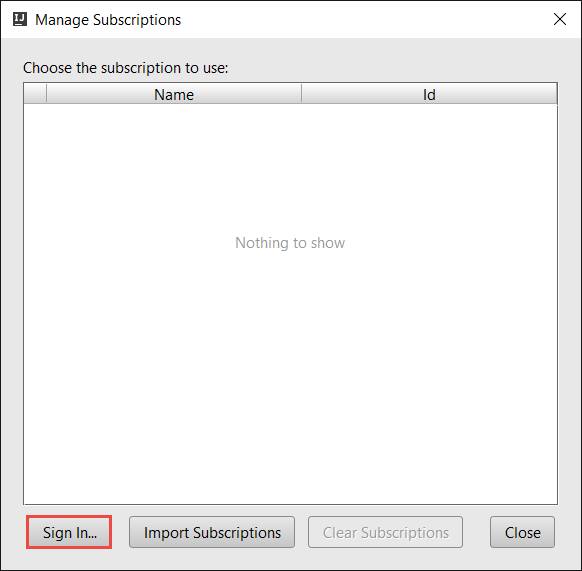 IJ Manage Subscriptions
Choose the subscription to use:
Name Id
Nothing to show
Sign In... Import Subscriptions Clear Subscriptions Close